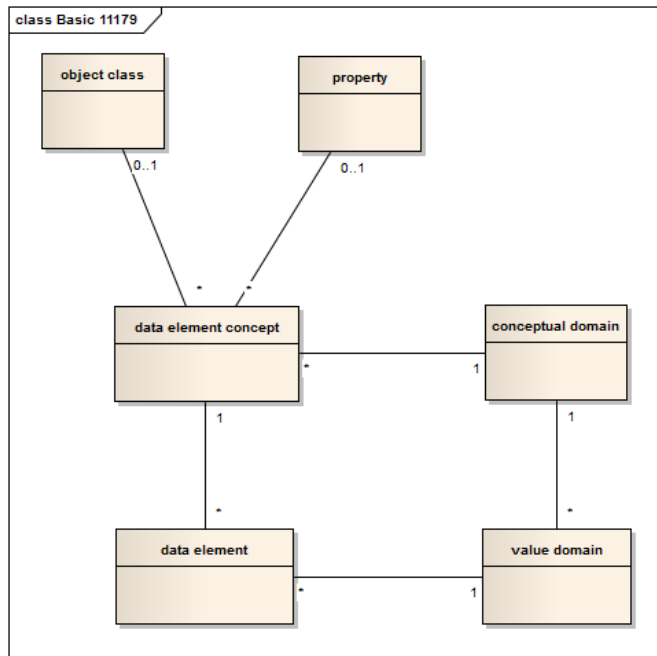 class Basic 11179
object class
property
0..1
0..1
*
*
data element concept
conceptual domain
*
1
1
1
*
*
data element
value domain
*
1